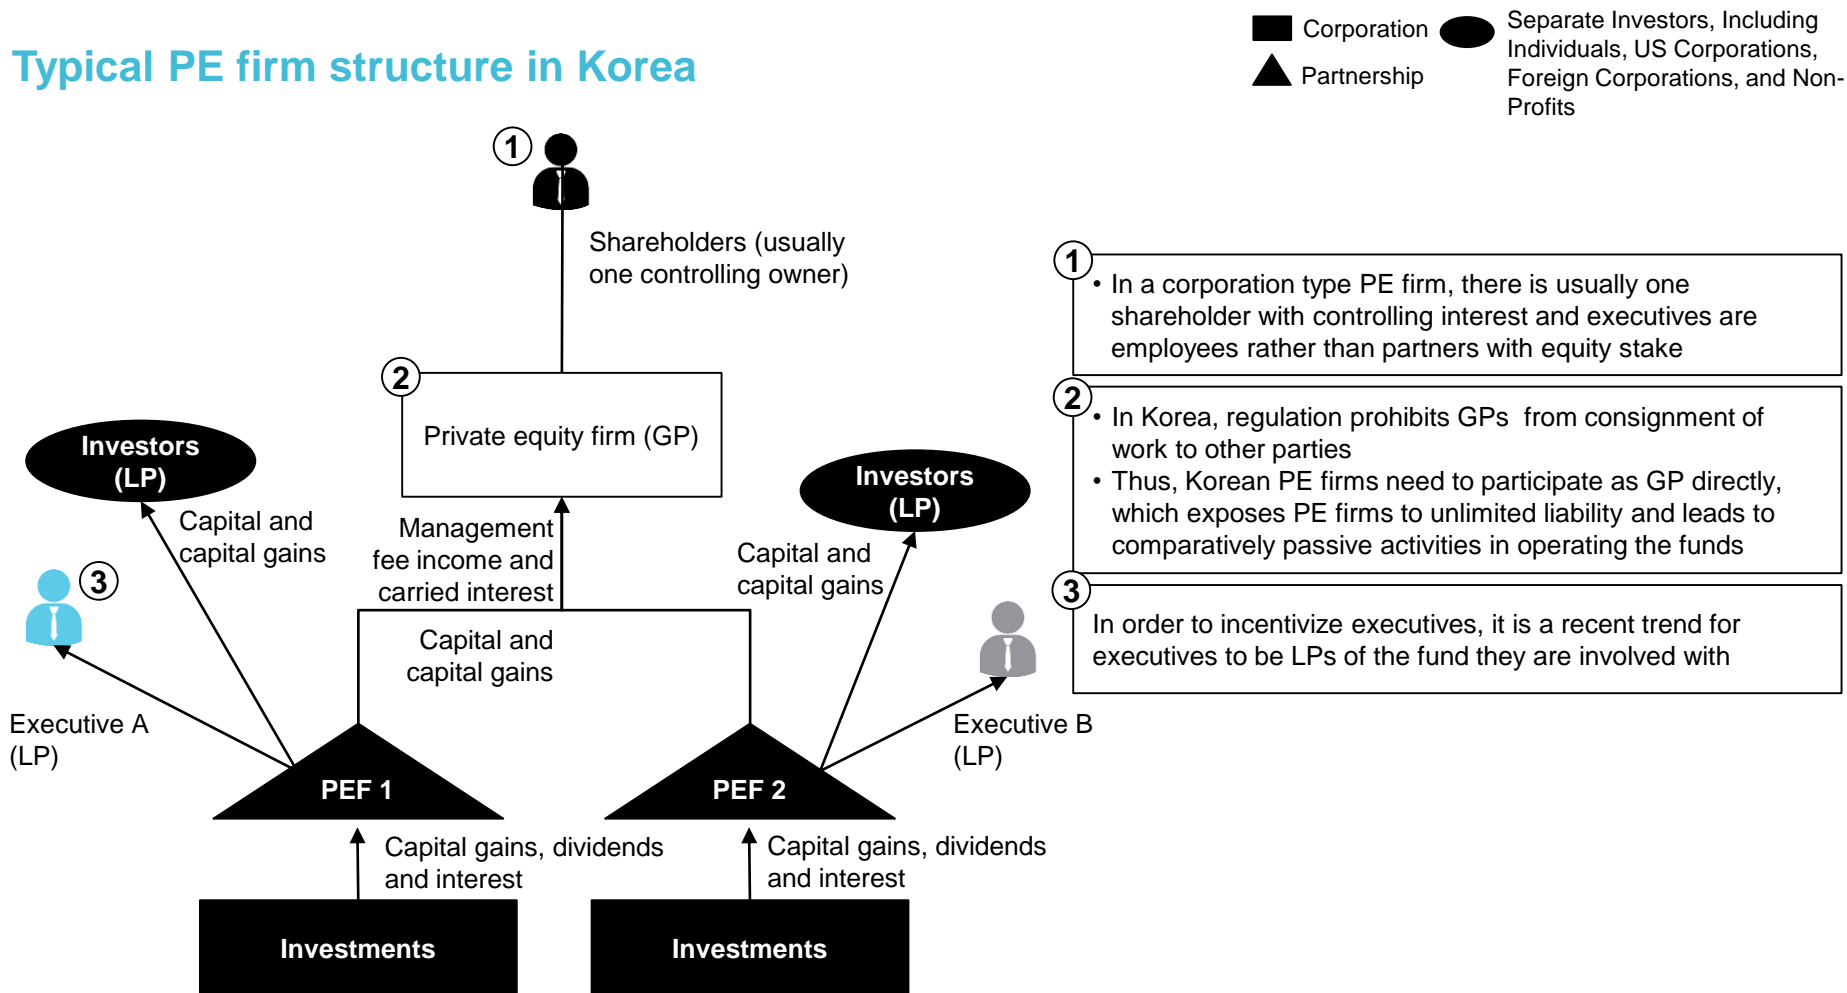 Typical PE firm structure in Korea
Corporation
Partnership
Separate Investors, Including
Individuals, US Corporations,
Foreign Corporations, and Non-
Profits
1
Shareholders (usually
one controlling owner)
2
Private equity firm (GP)
Investors
(LP)
Capital and
capital gains
3
Executive A
(LP)
Management
fee income and
carried interest
Capital and
capital gains
Investors
(LP)
Capital and
capital gains
Executive B
(LP)
PEF 1
PEF 2
Capital gains, dividends
and interest
Capital gains, dividends
and interest
Investments
Investments
1
• In a corporation type PE firm, there is usually one
shareholder with controlling interest and executives are
employees rather than partners with equity stake
2
• In Korea, regulation prohibits GPs  from consignment of
work to other parties
• Thus, Korean PE firms need to participate as GP directly,
which exposes PE firms to unlimited liability and leads to
comparatively passive activities in operating the funds
3
In order to incentivize executives, it is a recent trend for
executives to be LPs of the fund they are involved with